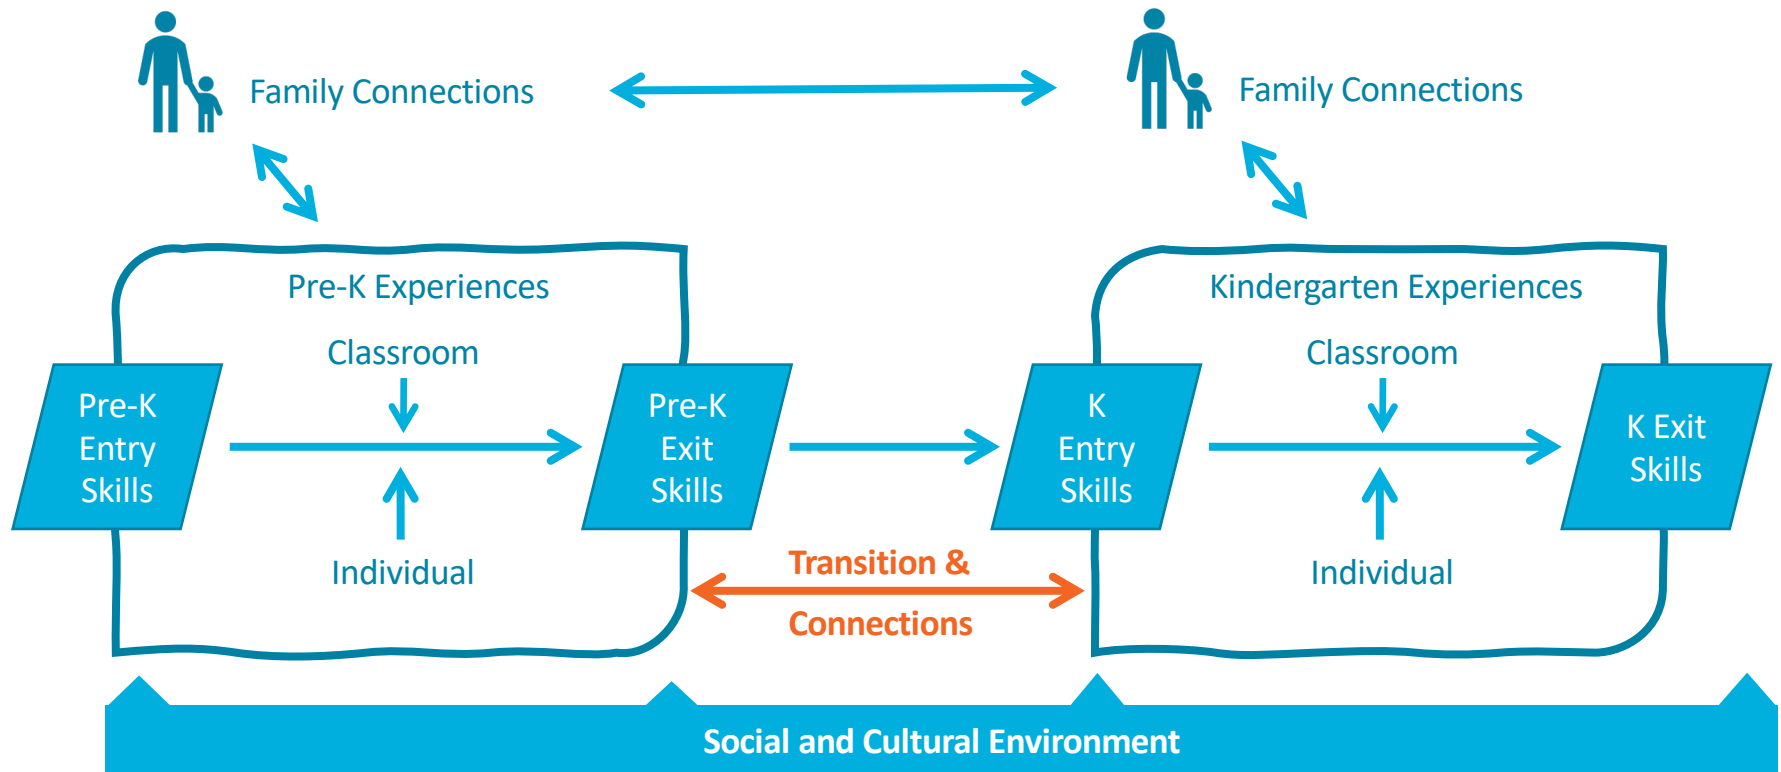 Family Connections
Family Connections
Pre-K Experiences
Classroom
Pre-K
Entry
Skills
Pre-K
Exit
Skills
Individual
Transition &
Connections
Kindergarten Experiences
Classroom
K
Entry
Skills
K Exit
Skills
Individual
Social and Cultural Environment